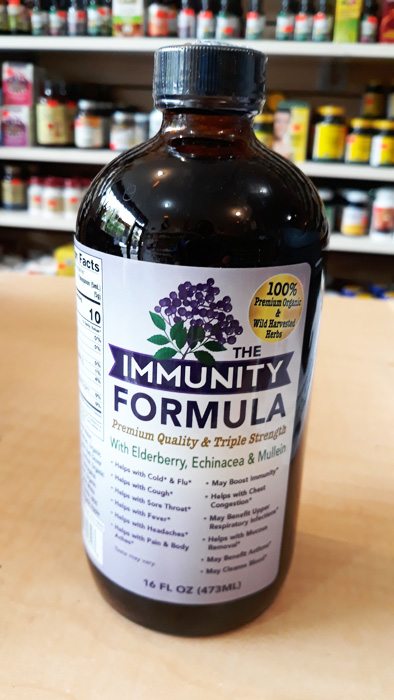 Facts
10
100%
Premium Organic
&
Wild Harvested
Herbs
THE
IMMUNITY
FORMULA
Premium Quality & Triple Strength
With Elderberry, Echinacea & Mullein
• Helps with Cold* & Flu*
• Helps with Cough*
• Helps with Sore Throat*
• Helps with Fever*
• Helps with Headaches*
• Helps with Pain & Body
Aches*
Taste may vary
• May Boost Immunity*
• Helps with Chest
Congestion*
• May Benefit Upper
Respiratory Infections*
• Helps with Mucous
Removal*
• May Benefit Asthma*
• May Cleanse Blood*
16 FL OZ (473ML)